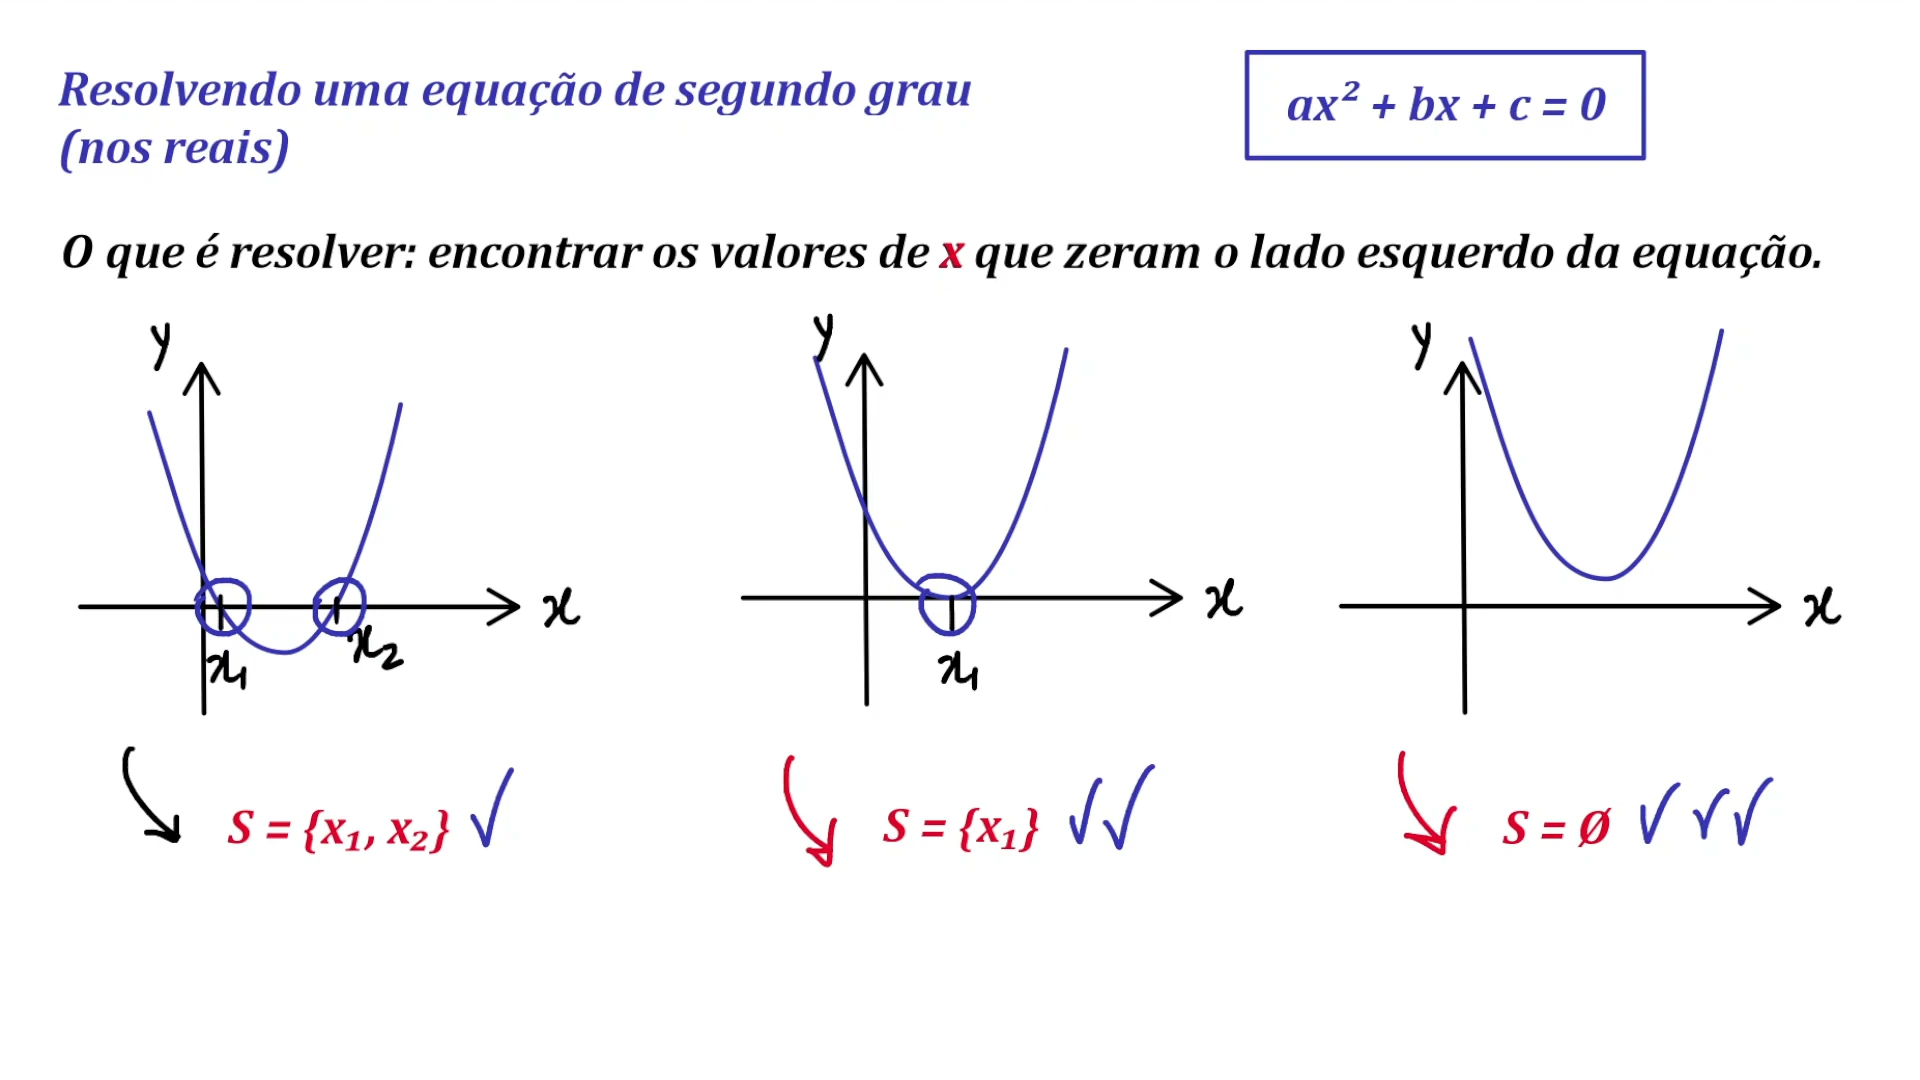 Resolvendo uma equação de segundo grau
(nos reais)
ax² + bx + c = 0
O que é resolver: encontrar os valores de x que zeram o lado esquerdo da equação.
y
x
x₁
x₂
y
x
x₁
y
x
S = {x₁, x₂}
S = {x₁}
S = Ø